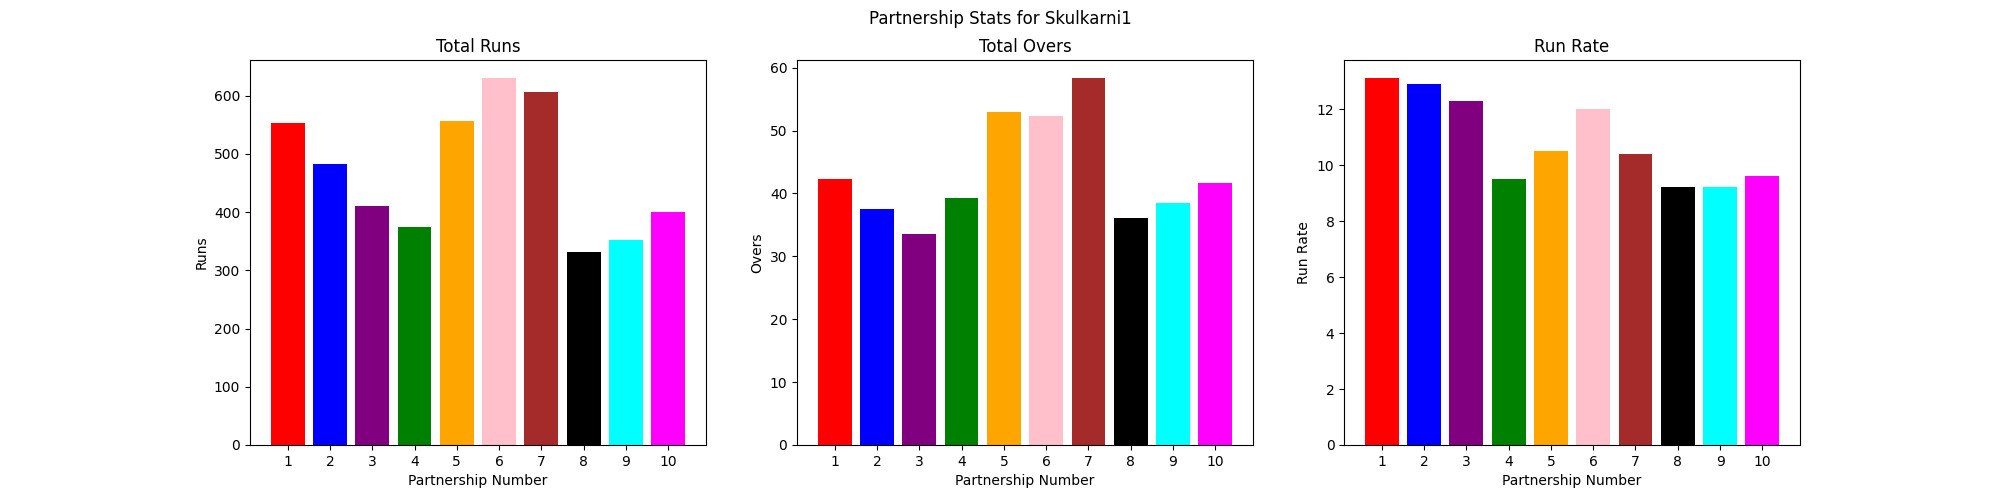 Partnership Stats for Skulkarni1
Total Runs
600
500
400
300
200
100
0
Runs
1 2 3 4 5 6 7 8 9 10
Partnership Number
Total Overs
60
50
40
30
20
10
0
Overs
1 2 3 4 5 6 7 8 9 10
Partnership Number
Run Rate
12
10
8
6
4
2
0
Run Rate
1 2 3 4 5 6 7 8 9 10
Partnership Number